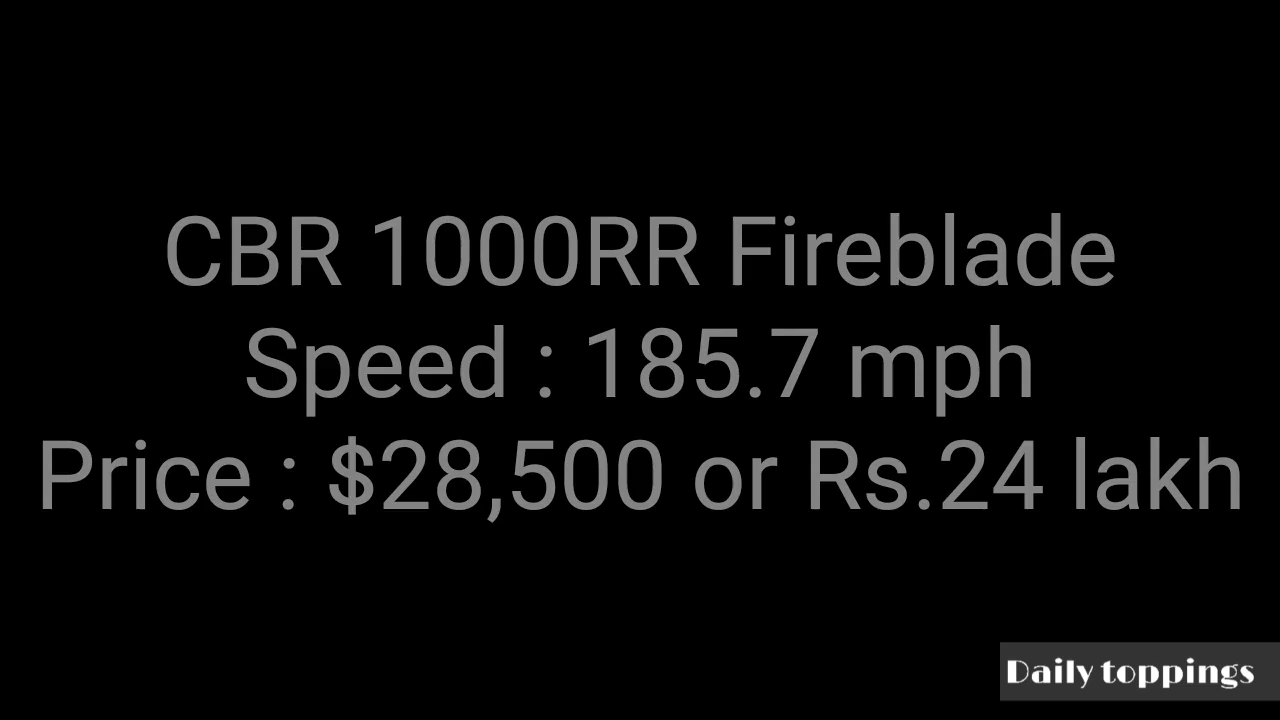 CBR 1000RR Fireblade
Speed : 185.7 mph
Price : $28,500 or Rs.24 lakh
Daily toppings